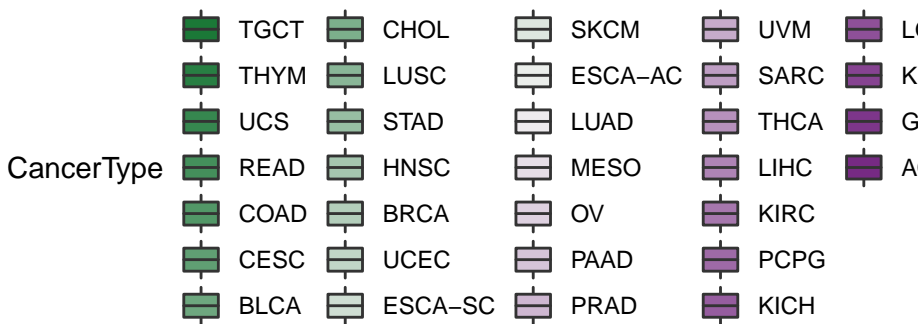 TGCT CHOL SKCM UVM
THYM LUSC ESCA−AC SARC
UCS STAD LUAD THCA
CancerType READ HNSC MESO LIHC
COAD BRCA OV KIRC
CESC UCEC PAAD PCPG
BLCA ESCA−SC PRAD KICH